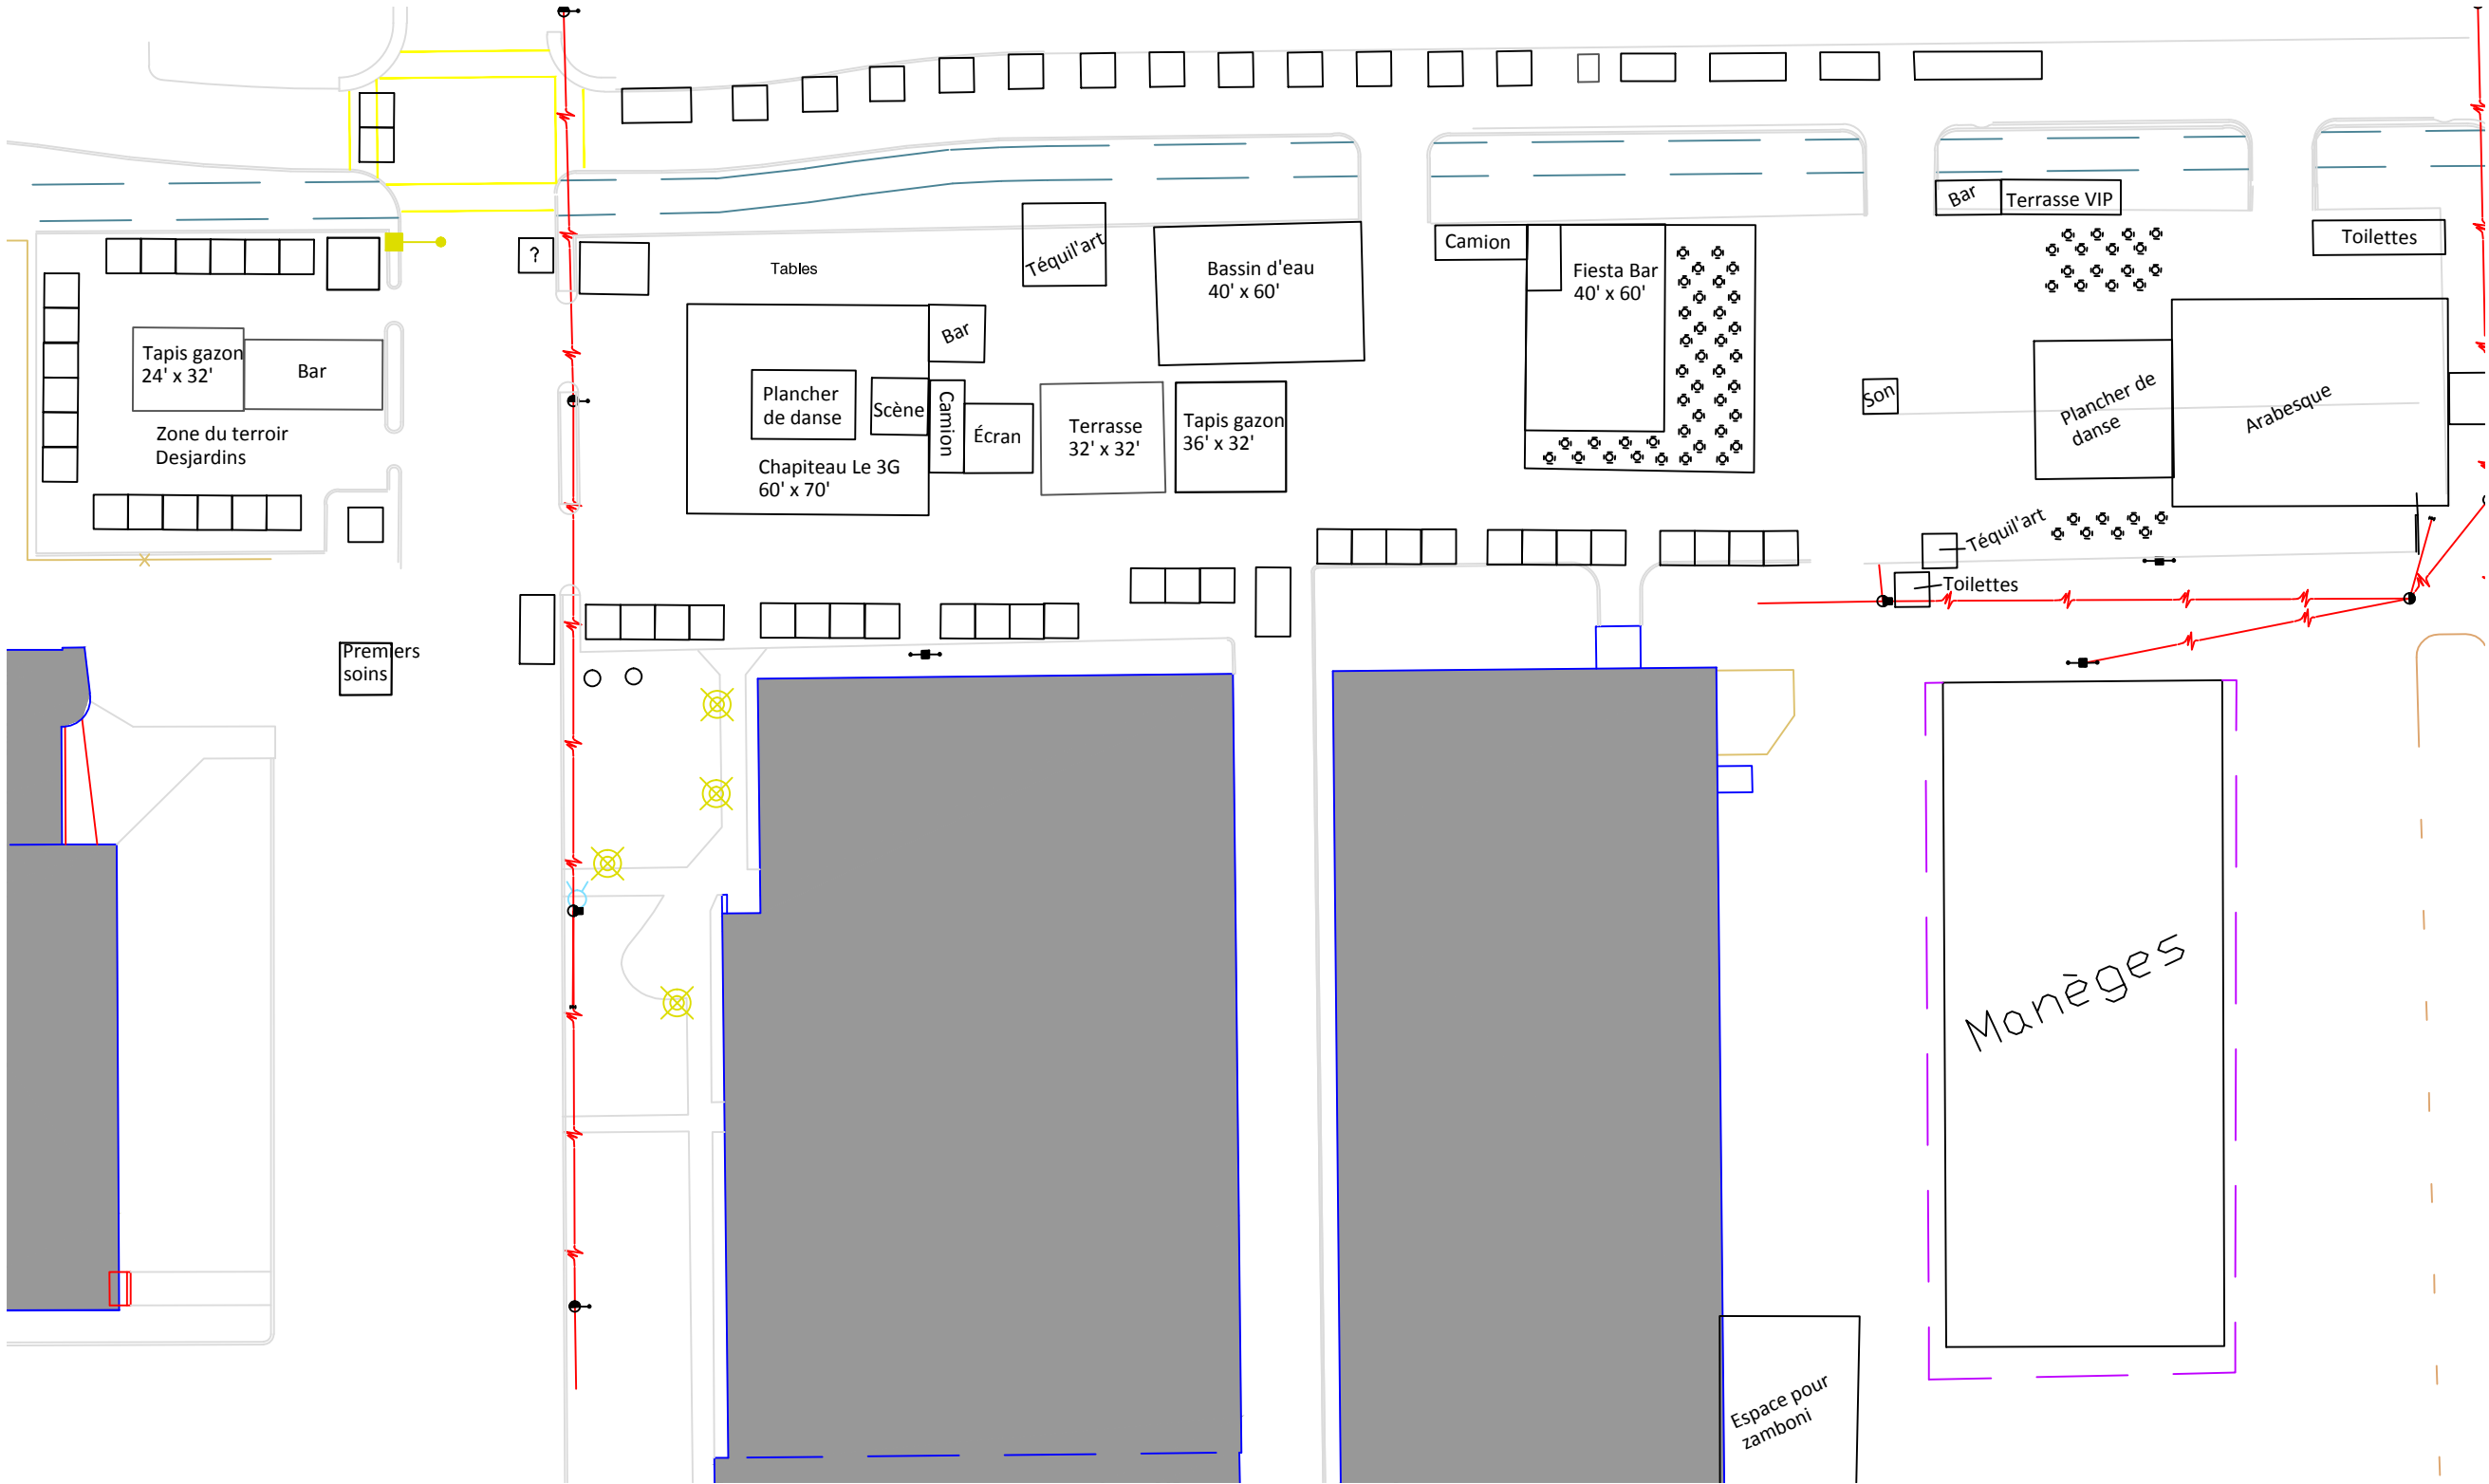 Bar
Terrasse VIP
?
Tables
Téquil'art
Bassin d'eau
40' x 60'
Camion
Fiesta Bar
40' x 60'
Toilettes
Tapis gazon
24' x 32'
Bar
Bar
Plancher
de danse
Scène
Camion
Écran
Terrasse
32' x 32'
Tapis gazon
36' x 32'
Son
Plancher de
danse
Arabesque
Zone du terroir
Desjardins
Chapiteau Le 3G
60' x 70'
Téquil'art
Toilettes
Premiers
soins
Manèges
Espace pour
zamboni